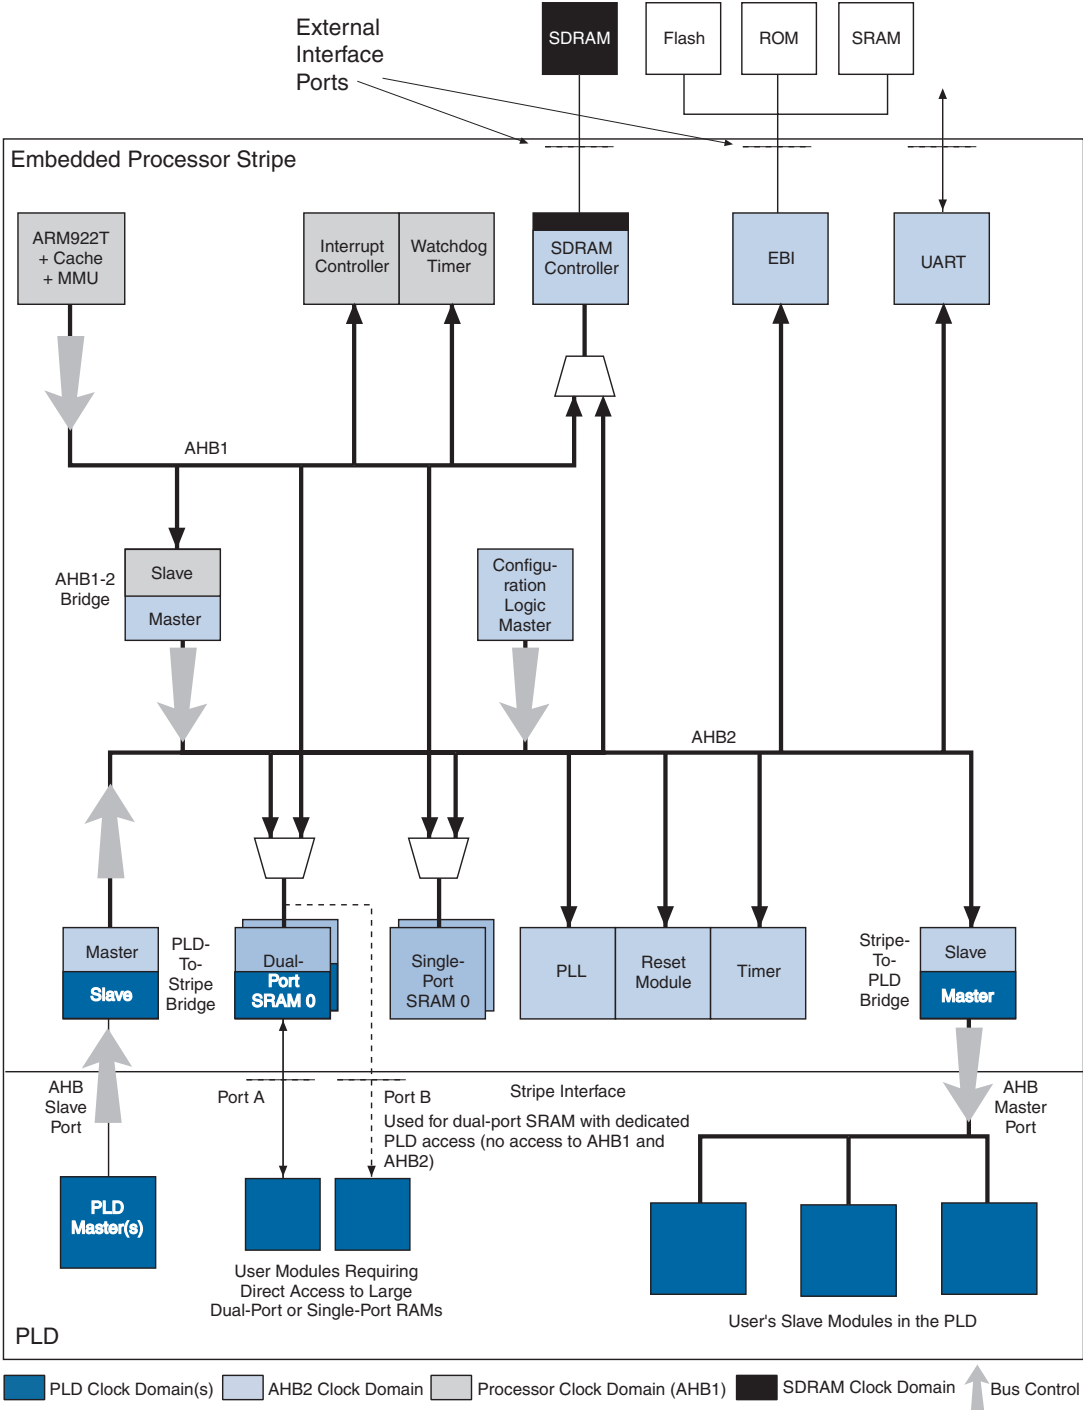 External
Interface
Ports
SDRAM
Flash
ROM
SRAM
Embedded Processor Stripe
ARM922T
+ Cache
+ MMU
Interrupt
Controller
Watchdog
Timer
SDRAM
Controller
EBI
UART
AHB1
AHB1-2
Bridge
Slave
Master
Configu-
ration
Logic
Master
AHB2
Master
Slave
PLD-
To-
Stripe
Bridge
Dual-
Port
SRAM 0
Single-
Port
SRAM 0
PLL
Reset
Module
Timer
Stripe-
To-
PLD
Bridge
Slave
Master
AHB
Slave
Port
Port A
Port B
Stripe Interface
Used for dual-port SRAM with dedicated
PLD access (no access to AHB1 and
AHB2)
AHB
Master
Port
PLD
Master(s)
User Modules Requiring
Direct Access to Large
Dual-Port or Single-Port RAMs
User's Slave Modules in the PLD
PLD
PLD Clock Domain(s)
AHB2 Clock Domain
Processor Clock Domain (AHB1)
SDRAM Clock Domain
Bus Control